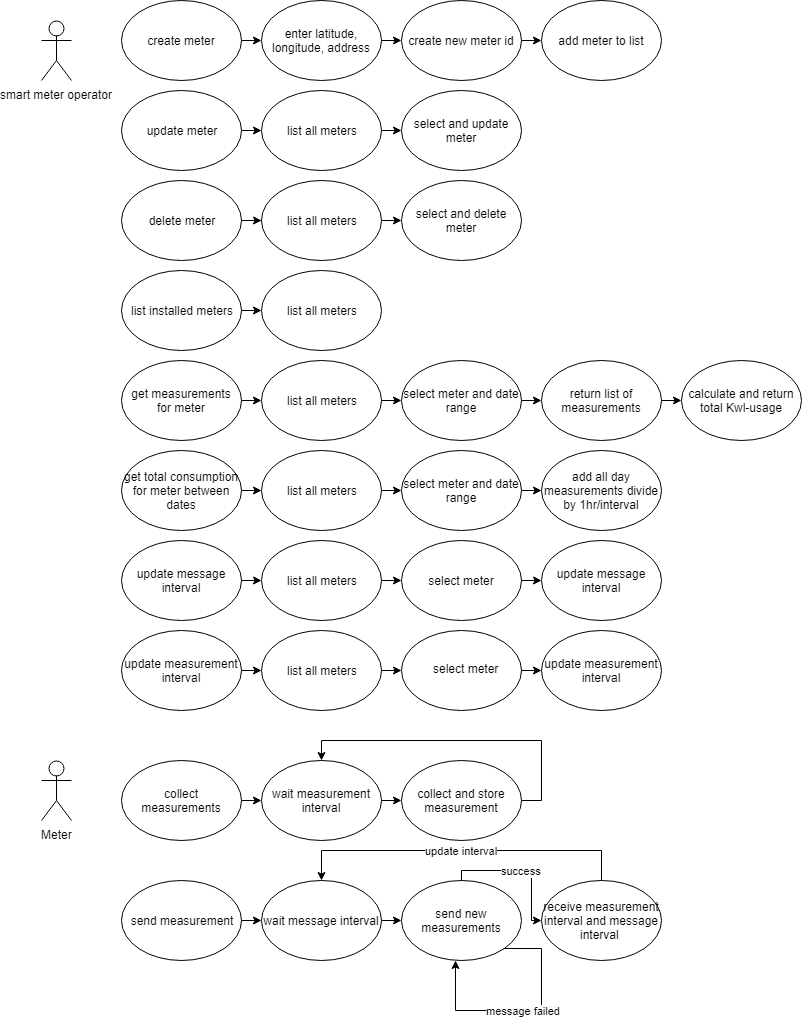 create meter
enter latitude,
longitude, address
create new meter id
add meter to list
smart meter operator
update meter
list all meters
select and update
meter
delete meter
list all meters
select and delete
meter
list installed meters
list all meters
get measurements
for meter
list all meters
select meter and date
range
return list of
measurements
calculate and return
total Kwl-usage
get total consumption
for meter between
dates
list all meters
select meter and date
range
add all day
measurements divide
by 1hr/interval
update message
interval
list all meters
select meter
update message
interval
update measurement
interval
list all meters
select meter
update measurement
interval
Meter
collect
measurements
wait measurement
interval
collect and store
measurement
update interval
success
send measurement
wait message interval
send new
measurements
receive measurement
interval and message
interval
message failed